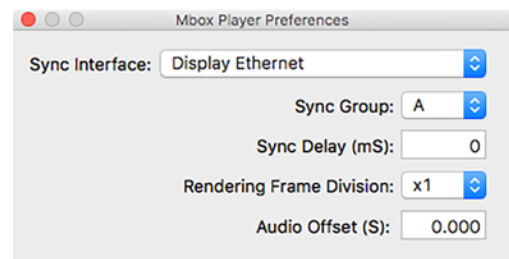 Mbox Player Preferences
Sync Interface: Display Ethernet
Sync Group: A
Sync Delay (mS): 0
Rendering Frame Division: x1
Audio Offset (S): 0.000